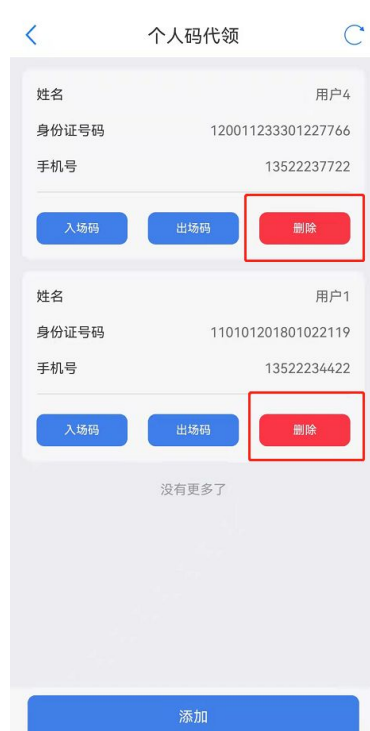 个人码代领
姓名 用户4
身份证号码 120011233301227766
手机号 13522237722
入场码 出场码 删除
姓名 用户1
身份证号码 110101201801022119
手机号 13522234422
入场码 出场码 删除
没有更多了
添加